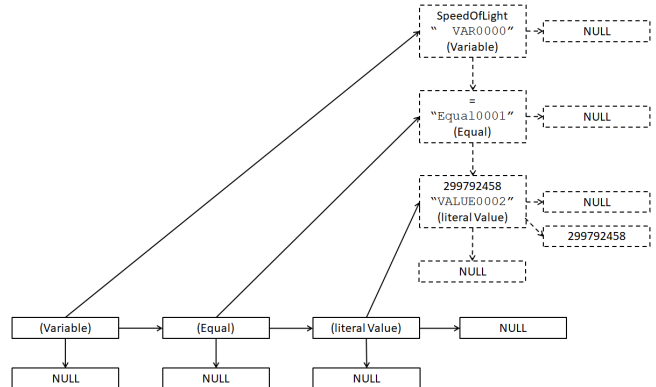 SpeedOfLight
“ VAR0000”
(Variable)
NULL
=
“Equal0001”
(Equal)
NULL
299792458
“VALUE0002”
(literal Value)
NULL
299792458
NULL
(Variable)
(Equal)
(literal Value)
NULL
NULL
NULL
NULL